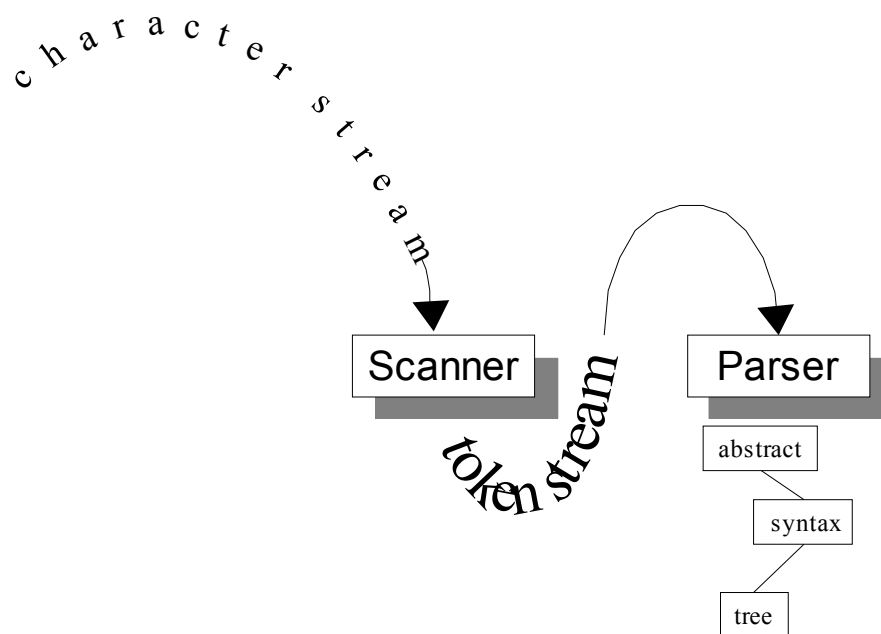 character stream
Scanner
token stream
Parser
abstract
syntax
tree